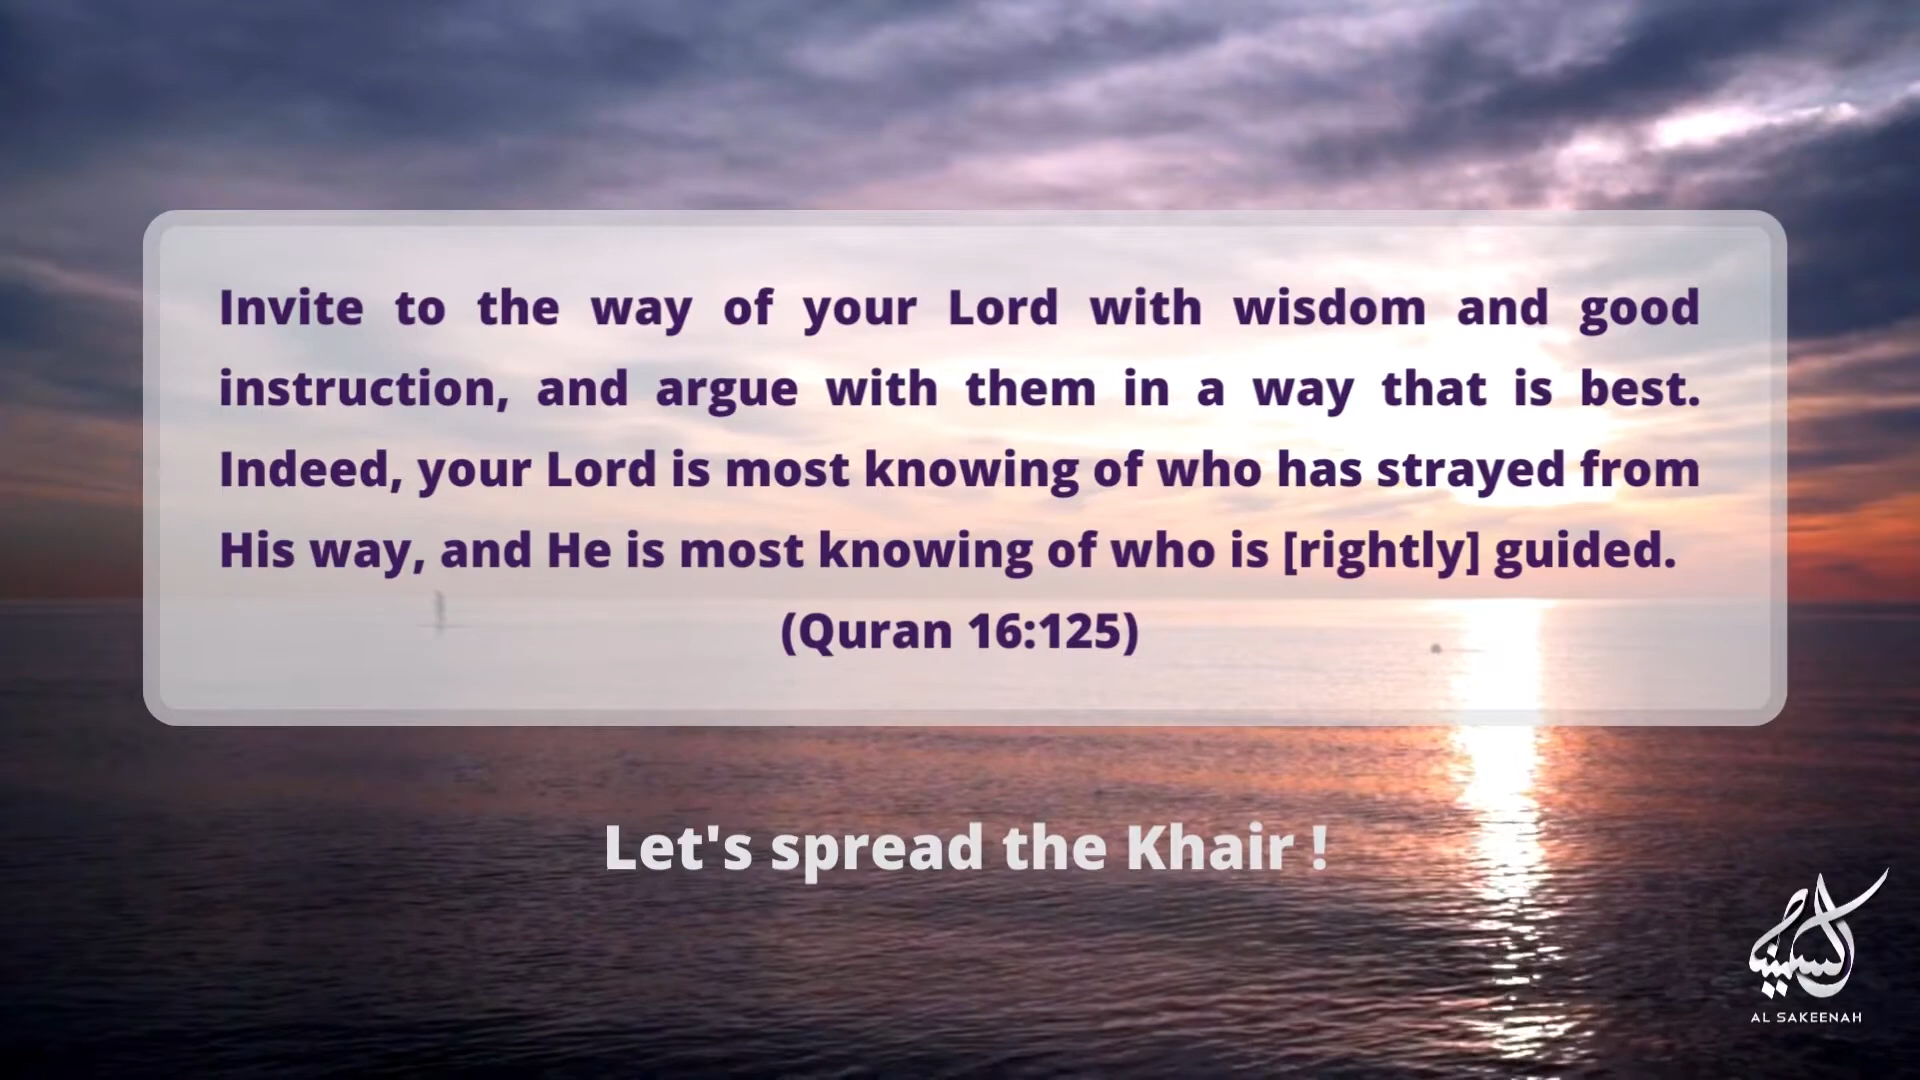 Invite to the way of your Lord with wisdom and good
instruction, and argue with them in a way that is best.
Indeed, your Lord is most knowing of who has strayed from
His way, and He is most knowing of who is [rightly] guided.
(Quran 16:125)
Let's spread the Khair !
السكينة
AL SAKEENAH